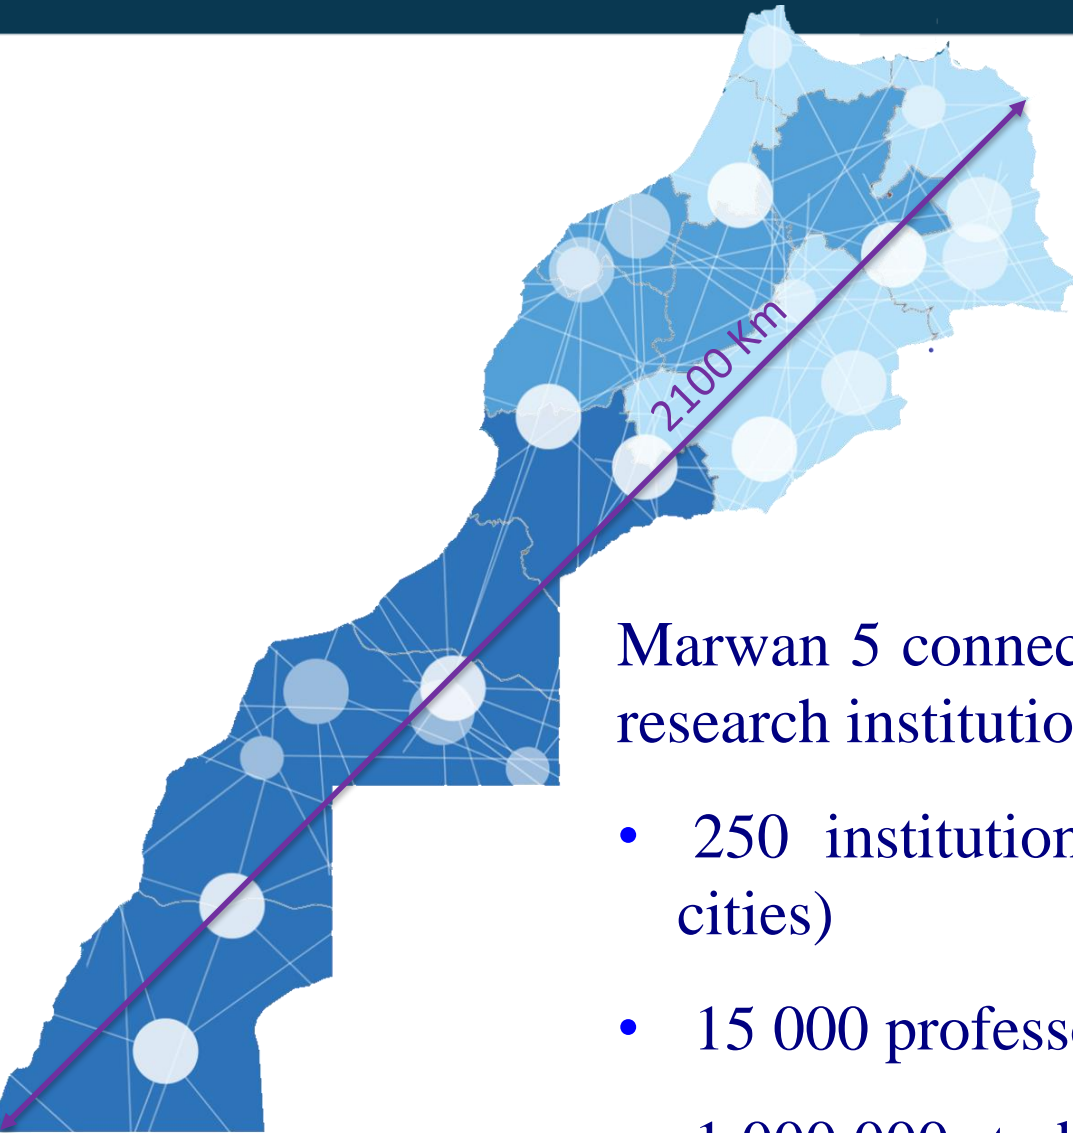 2100 Km
Marwan 5 connec
research institutio
• 250 institution
cities)
• 15 000 profess